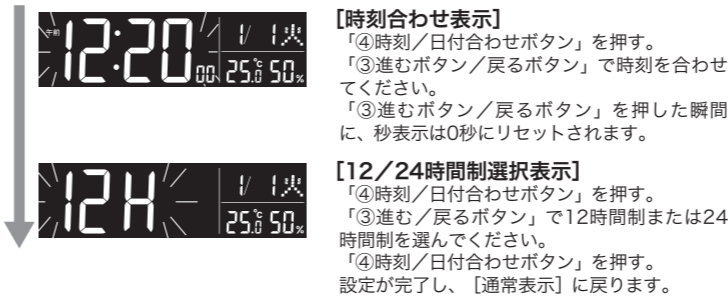 午前 12:20 00 1/ 1火
25.0℃ 50%
[時刻合わせ表示]
「④時刻／日付合わせボタン」を押す。
「③進むボタン／戻るボタン」で時刻を合わせ
てください。
「③進むボタン／戻るボタン」を押した瞬間
に、秒表示は0秒にリセットされます。
12H 1/ 1火
25.0℃ 50%
[12／24時間制選択表示]
「④時刻／日付合わせボタン」を押す。
「③進む／戻るボタン」で12時間制または24
時間制を選んでください。
「④時刻／日付合わせボタン」を押す。
設定が完了し、［通常表示］に戻ります。